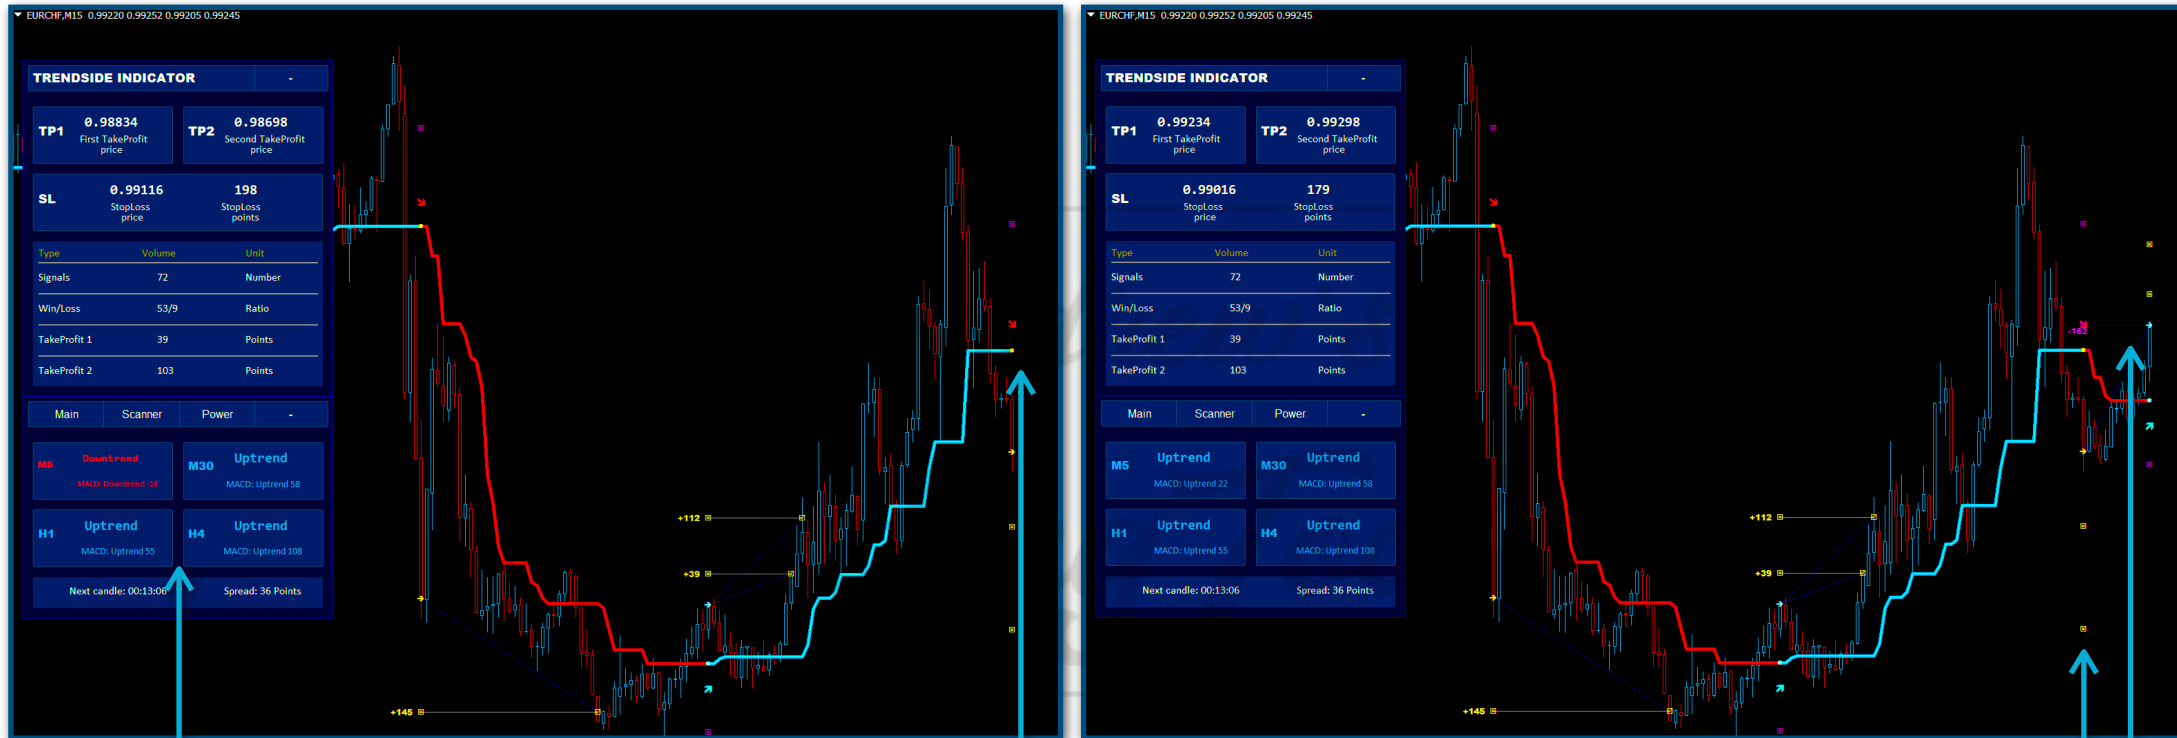 EURCHF,M15 0.99220 0.99252 0.99205 0.99245
TRENDSIDE INDICATOR -
TP1 0.98834 First TakeProfit price
TP2 0.98698 Second TakeProfit price
SL 0.99116 StopLoss price 198 StopLoss points
Type Volume Unit
Signals 72 Number
Win/Loss 53/9 Ratio
TakeProfit 1 39 Points
TakeProfit 2 103 Points
Main Scanner Power -
M5 Downtrend MACD: Downtrend -18
M30 Uptrend MACD: Uptrend 58
H1 Uptrend MACD: Uptrend 55
H4 Uptrend MACD: Uptrend 108
Next candle: 00:13:06 Spread: 36 Points
+112
+39
+145
EURCHF,M15 0.99220 0.99252 0.99205 0.99245
TRENDSIDE INDICATOR -
TP1 0.99234 First TakeProfit price
TP2 0.99298 Second TakeProfit price
SL 0.99016 StopLoss price 179 StopLoss points
Type Volume Unit
Signals 72 Number
Win/Loss 53/9 Ratio
TakeProfit 1 39 Points
TakeProfit 2 103 Points
Main Scanner Power -
M5 Uptrend MACD: Uptrend 22
M30 Uptrend MACD: Uptrend 58
H1 Uptrend MACD: Uptrend 55
H4 Uptrend MACD: Uptrend 108
Next candle: 00:13:06 Spread: 36 Points
-162
+112
+39
+145